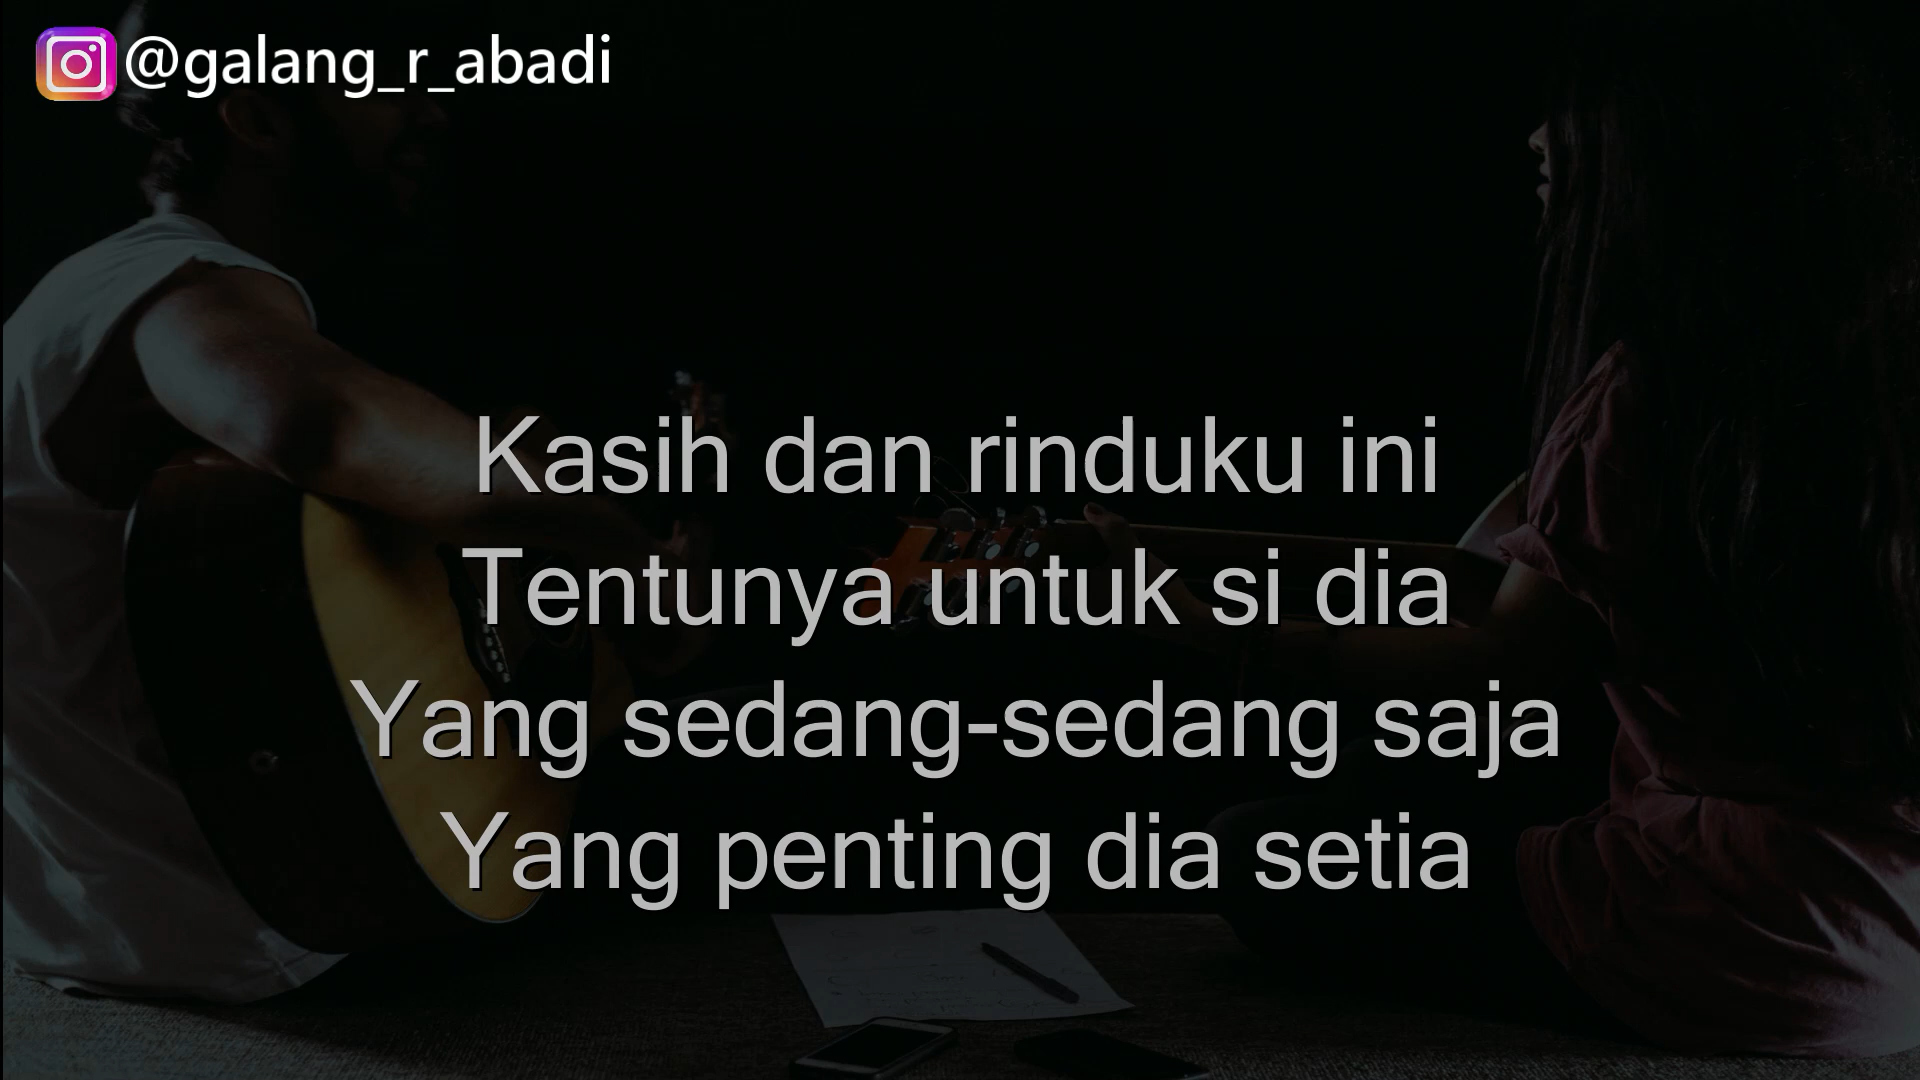 @galang_r_abadi
Kasih dan rinduku ini
Tentunya untuk si dia
Yang sedang-sedang saja
Yang penting dia setia